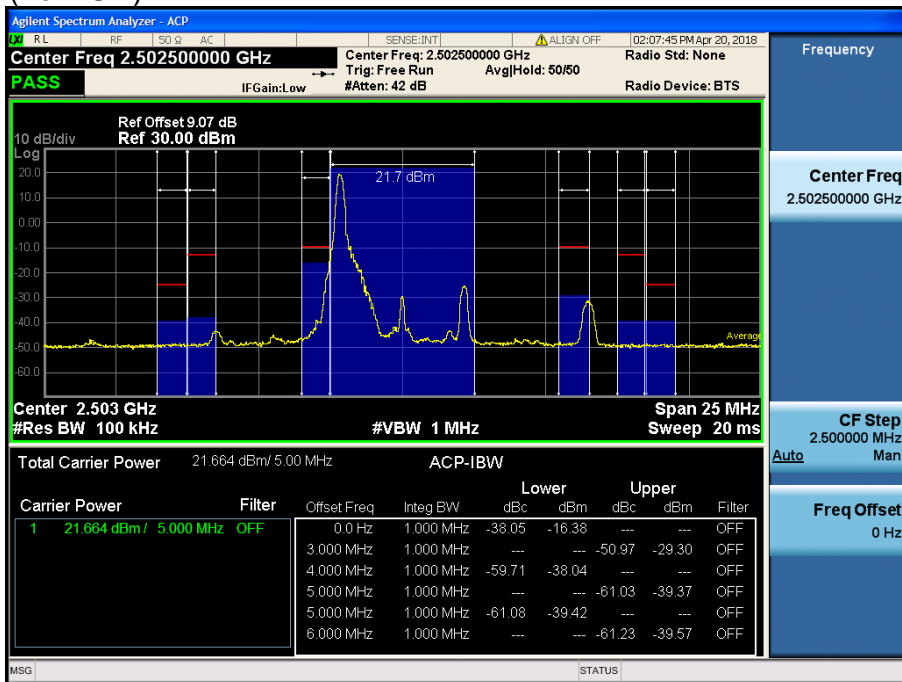 Agilent Spectrum Analyzer - ACP
LXI RL RF 50 Ω AC SENSE:INT ALIGN OFF 02:07:45 PM Apr 20, 2018
Center Freq 2.502500000 GHz Center Freq: 2.502500000 GHz Radio Std: None
Trig: Free Run Avg|Hold: 50/50
PASS IFGain:Low #Atten: 42 dB Radio Device: BTS
Frequency
Ref Offset 9.07 dB
10 dB/div Ref 30.00 dBm
Log
20.0
10.0
0.00
-10.0
-20.0
-30.0
-40.0
-50.0
-60.0
21.7 dBm
Average
Center 2.503 GHz Span 25 MHz
#Res BW 100 kHz #VBW 1 MHz Sweep 20 ms
Center Freq
2.502500000 GHz
CF Step
2.500000 MHz
Auto Man
Freq Offset
0 Hz
Total Carrier Power 21.664 dBm/ 5.00 MHz ACP-IBW
Lower Upper
Carrier Power Filter Offset Freq Integ BW dBc dBm dBc dBm Filter
1 21.664 dBm / 5.000 MHz OFF 0.0 Hz 1.000 MHz -38.05 -16.38 --- --- OFF
3.000 MHz 1.000 MHz --- --- -50.97 -29.30 OFF
4.000 MHz 1.000 MHz -59.71 -38.04 --- --- OFF
5.000 MHz 1.000 MHz --- --- -61.03 -39.37 OFF
5.000 MHz 1.000 MHz -61.08 -39.42 --- --- OFF
6.000 MHz 1.000 MHz --- --- -61.23 -39.57 OFF
MSG STATUS